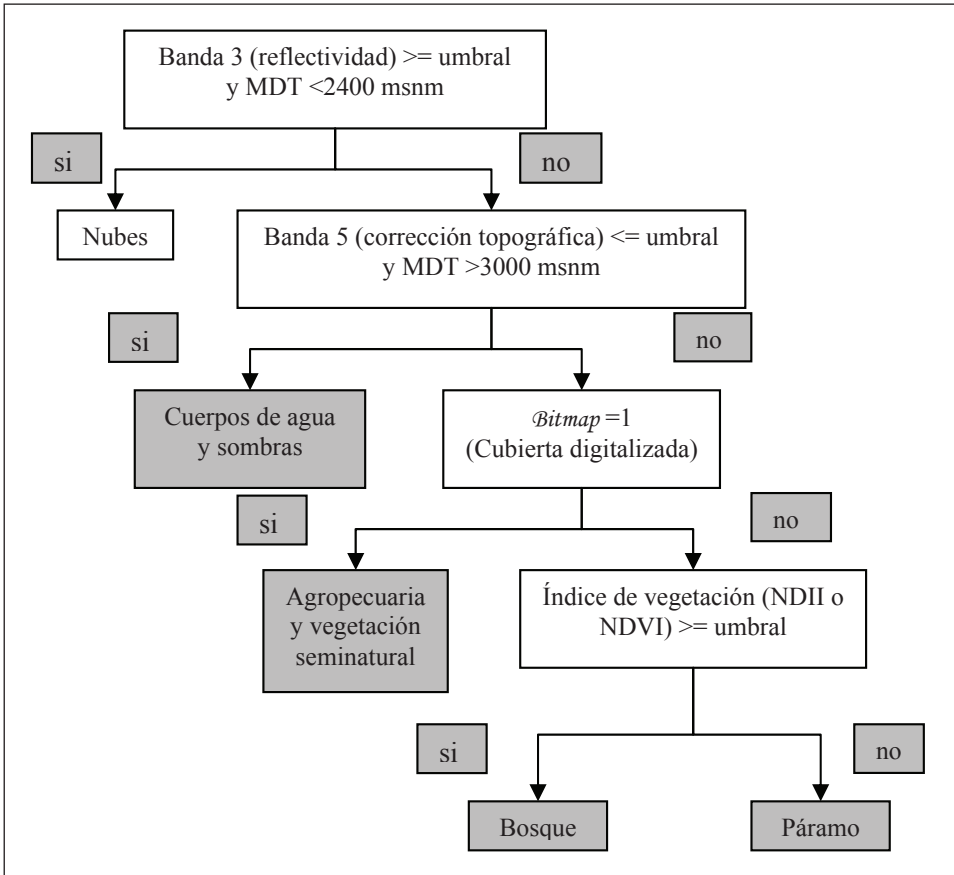 Banda 3 (reflectividad) >= umbral
y MDT <2400 msnm
si
no
Nubes
Banda 5 (corrección topográfica) <= umbral
y MDT >3000 msnm
si
no
Cuerpos de agua
y sombras
Bitmap =1
(Cubierta digitalizada)
si
no
Agropecuaria
y vegetación
seminatural
Índice de vegetación (NDII o
NDVI) >= umbral
si
no
Bosque
Páramo